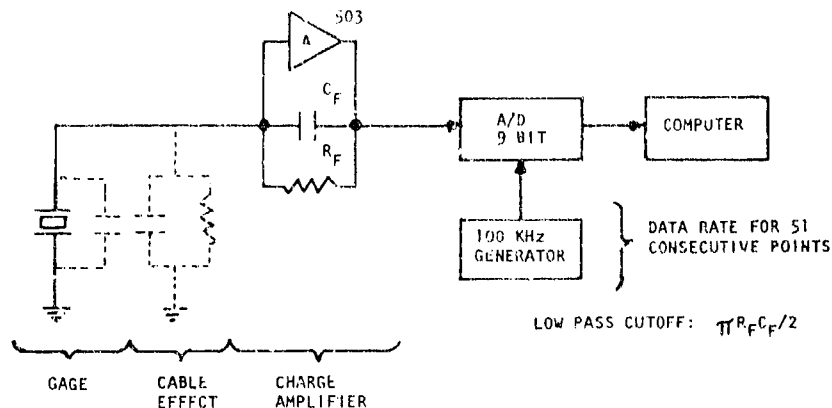 503
A
C_F
R_F
A/D
9 BIT
COMPUTER
100 KHz
GENERATOR
DATA RATE FOR 51
CONSECUTIVE POINTS
LOW PASS CUTOFF: πR_FC_F/2
GAGE
CABLE
EFFECT
CHARGE
AMPLIFIER